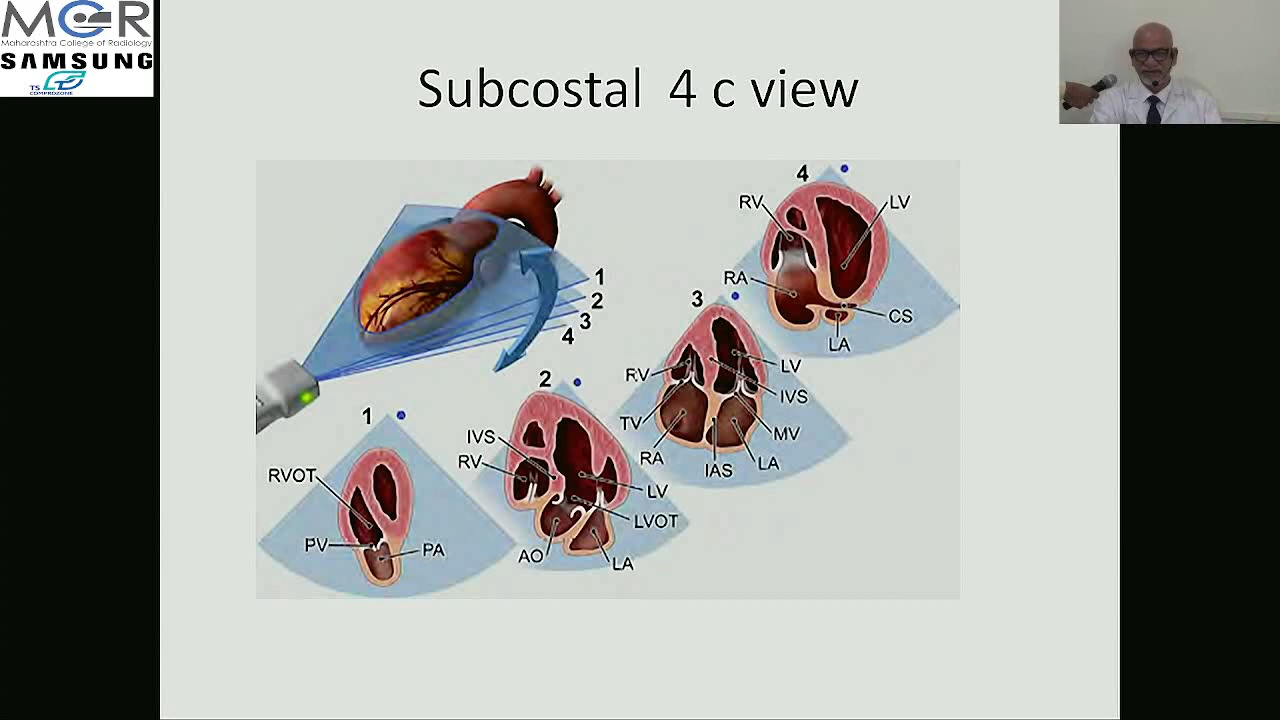 MCR
Maharashtra College of Radiology
SAMSUNG
TS
COMPROZONE
Subcostal 4 c view
1
2
3
4
4
RV
LV
RA
CS
LA
3
RV
LV
IVS
TV
MV
RA
IAS
LA
2
IVS
RV
LV
LVOT
AO
LA
1
RVOT
PV
PA